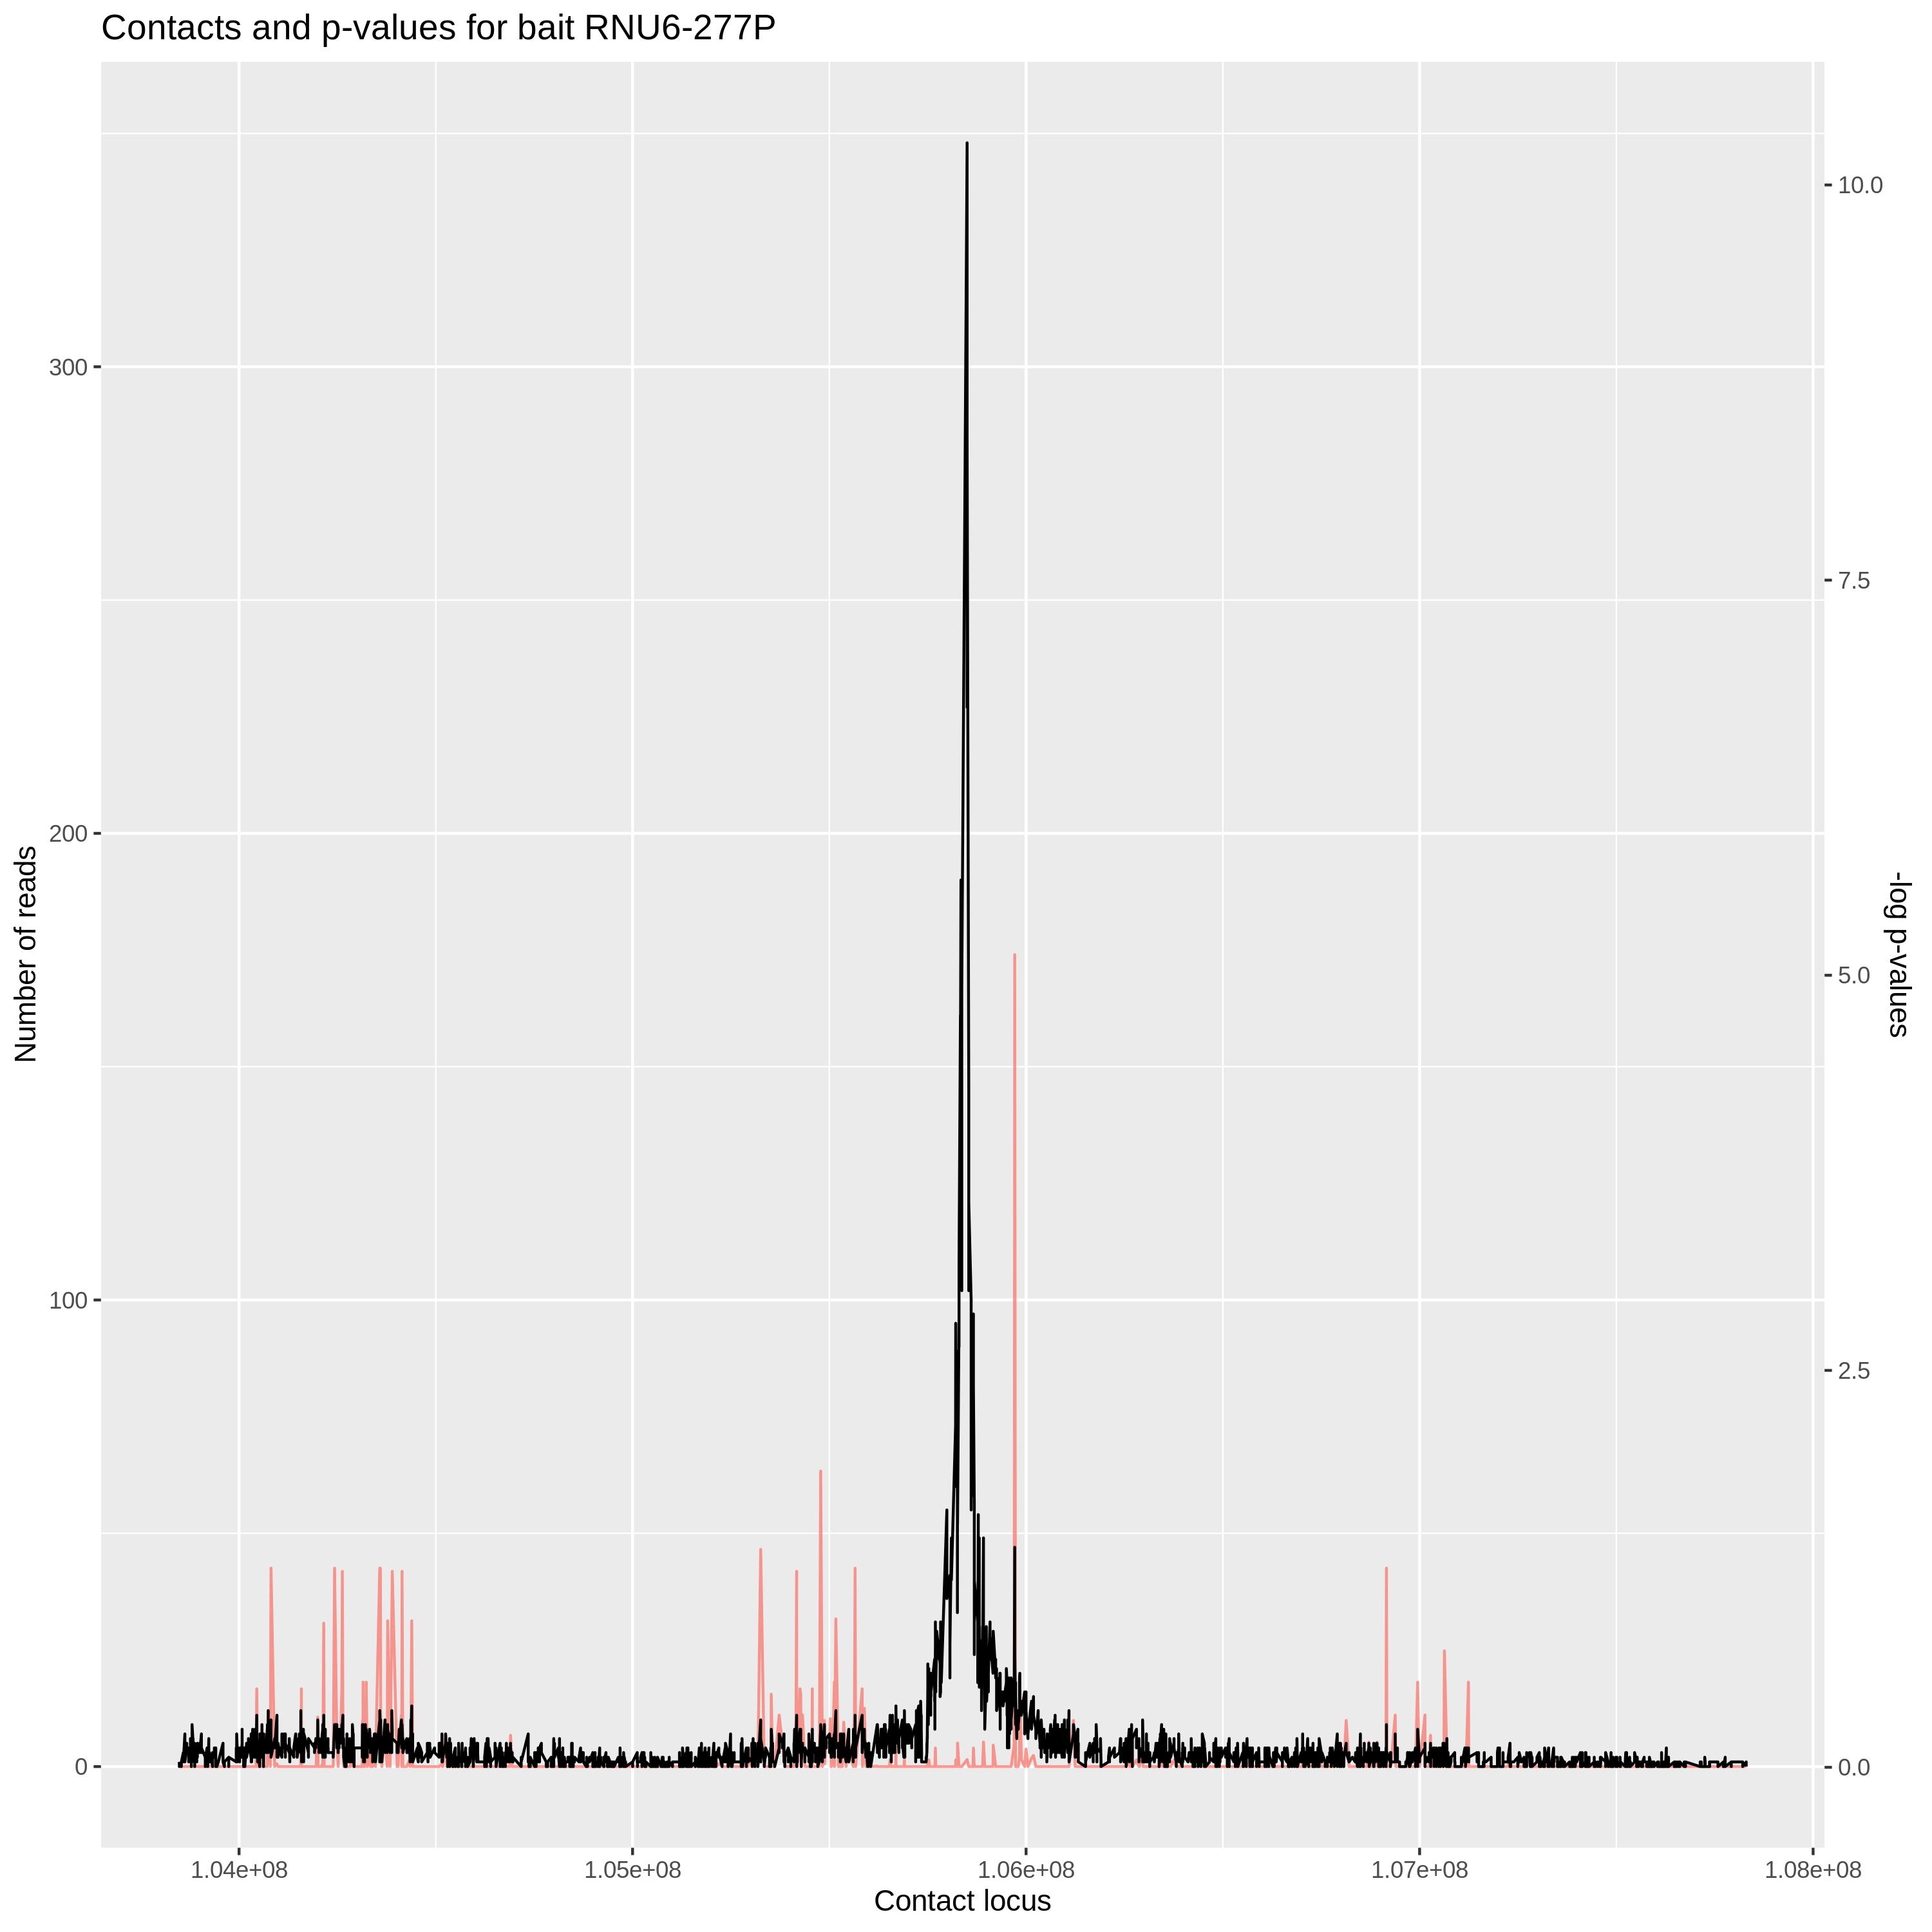 Contacts and p-values for bait RNU6-277P
Number of reads
300
200
100
0
10.0
7.5
5.0
2.5
0.0
-log p-values
1.04e+08 1.05e+08 1.06e+08 1.07e+08 1.08e+08
Contact locus